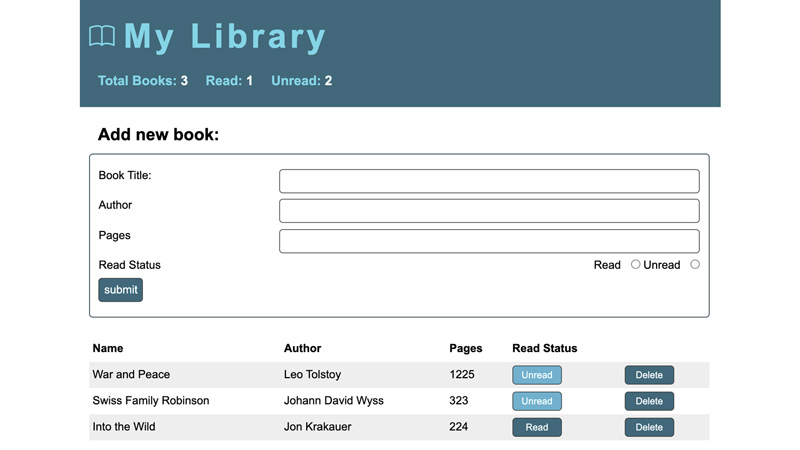 My Library
Total Books: 3 Read: 1 Unread: 2
Add new book:
Book Title:
Author
Pages
Read Status Read Unread
submit
Name Author Pages Read Status
War and Peace Leo Tolstoy 1225 Unread Delete
Swiss Family Robinson Johann David Wyss 323 Unread Delete
Into the Wild Jon Krakauer 224 Read Delete